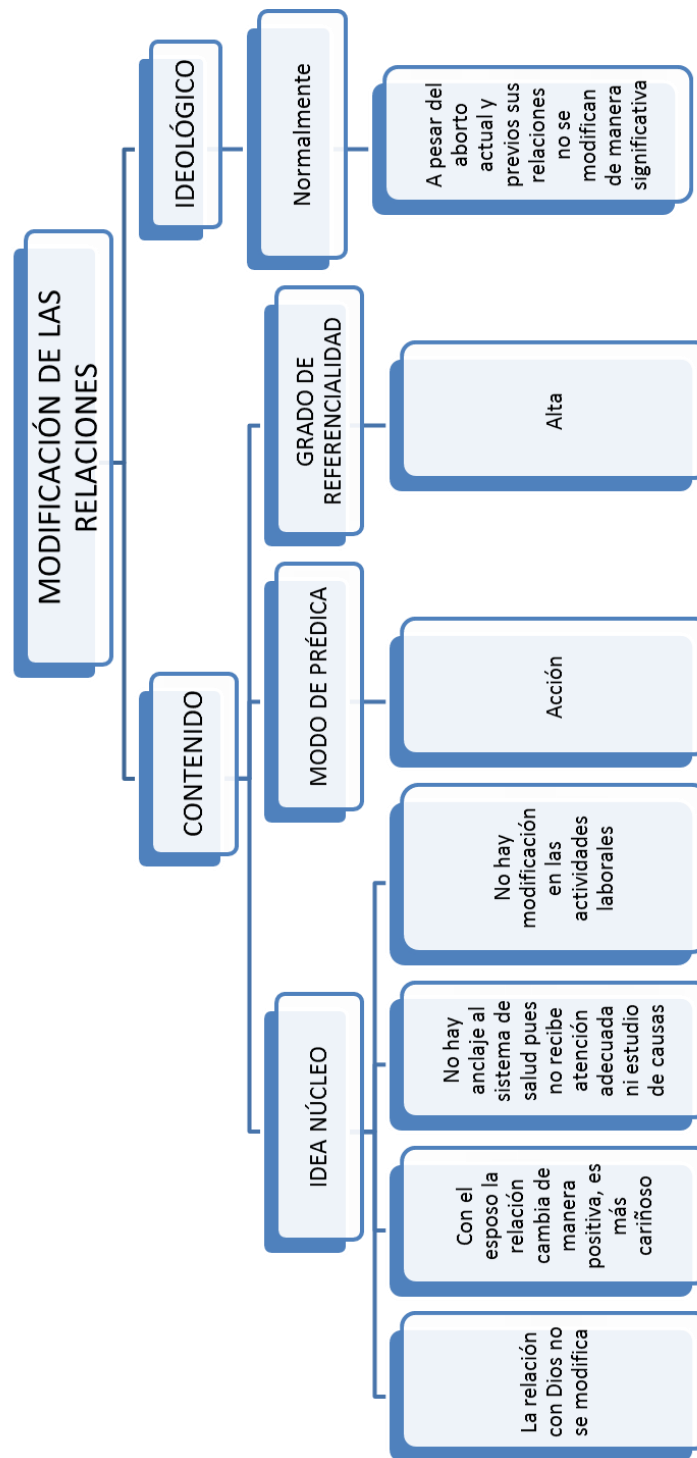 MODIFICACIÓN DE LAS
RELACIONES
CONTENIDO
IDEOLÓGICO
IDEA NÚCLEO
MODO DE PRÉDICA
GRADO DE
REFERENCIALIDAD
Normalmente
La relación
con Dios no
se modifica
Con el
esposo la
relación
cambia de
manera
positiva, es
más
cariñoso
No hay
anclaje al
sistema de
salud pues
no recibe
atención
adecuada
ni estudio
de causas
No hay
modificación
en las
actividades
laborales
Acción
Alta
A pesar del
aborto
actual y
previos sus
relaciones
no se
modifican
de manera
significativa